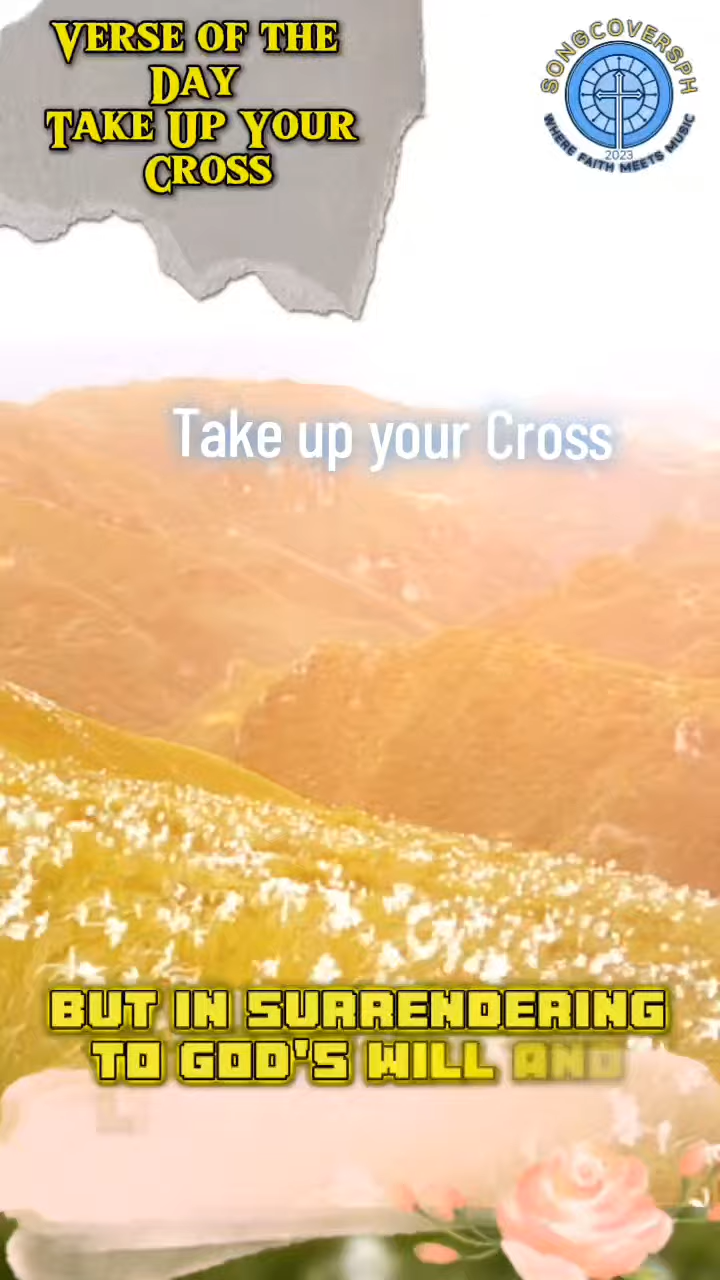 VERSE OF THE
DAY
TAKE UP YOUR
CROSS
SONGCOVERSPH
WHERE FAITH MEETS MUSIC
2023
Take up your Cross
BUT IN SURRENDERING
TO GOD'S WILL AND